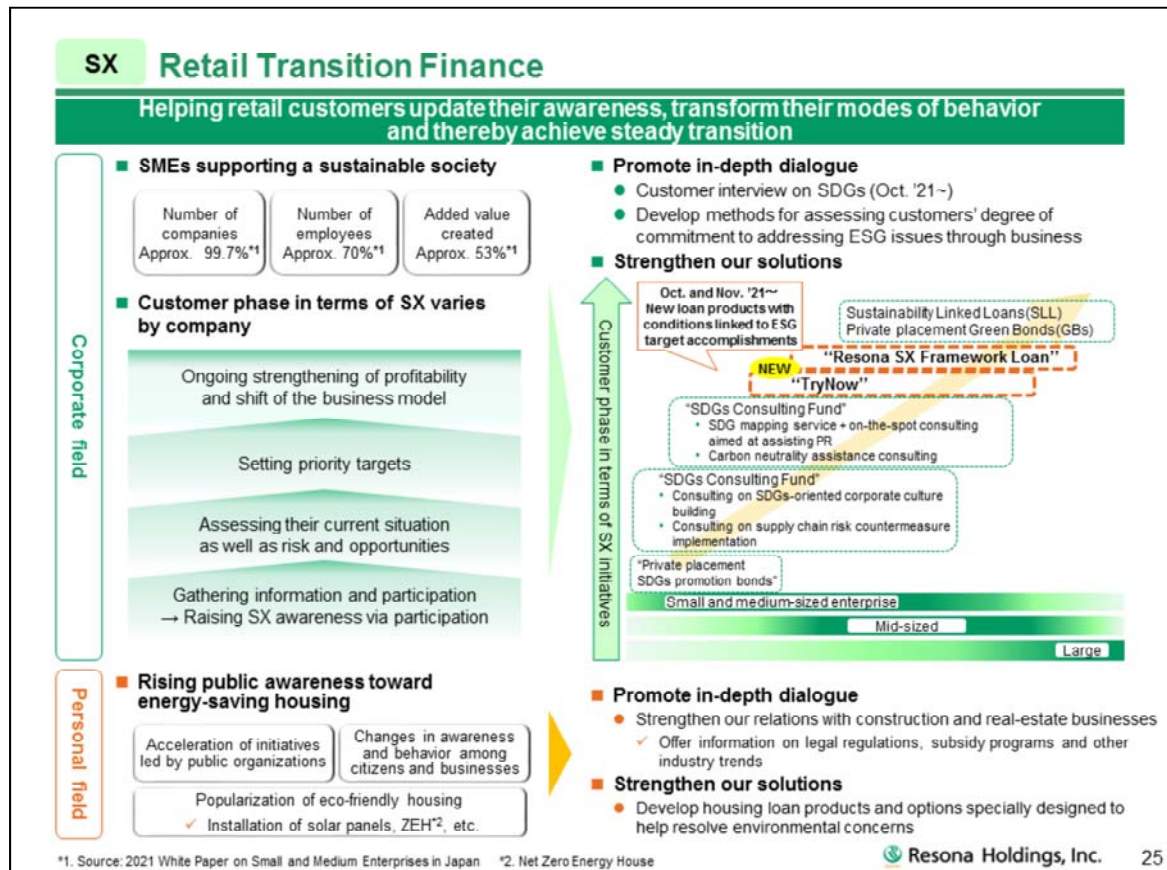 SX Retail Transition Finance
Helping retail customers update their awareness, transform their modes of behavior
and thereby achieve steady transition
Corporate field
■ SMEs supporting a sustainable society
Number of
companies
Approx. 99.7%*1
Number of
employees
Approx. 70%*1
Added value
created
Approx. 53%*1
■ Customer phase in terms of SX varies
by company
Ongoing strengthening of profitability
and shift of the business model
Setting priority targets
Assessing their current situation
as well as risk and opportunities
Gathering information and participation
→ Raising SX awareness via participation
■ Promote in-depth dialogue
● Customer interview on SDGs (Oct. '21~)
● Develop methods for assessing customers' degree of
commitment to addressing ESG issues through business
■ Strengthen our solutions
Customer phase in terms of SX initiatives
Oct. and Nov. '21~
New loan products with
conditions linked to ESG
target accomplishments
Sustainability Linked Loans(SLL)
Private placement Green Bonds(GBs)
NEW
"Resona SX Framework Loan"
"TryNow"
"SDGs Consulting Fund"
• SDG mapping service + on-the-spot consulting
aimed at assisting PR
• Carbon neutrality assistance consulting
"SDGs Consulting Fund"
• Consulting on SDGs-oriented corporate culture
building
• Consulting on supply chain risk countermeasure
implementation
"Private placement
SDGs promotion bonds"
Small and medium-sized enterprise
Mid-sized
Large
Personal field
■ Rising public awareness toward
energy-saving housing
Acceleration of initiatives
led by public organizations
Changes in awareness
and behavior among
citizens and businesses
Popularization of eco-friendly housing
✓ Installation of solar panels, ZEH*2, etc.
■ Promote in-depth dialogue
● Strengthen our relations with construction and real-estate businesses
✓ Offer information on legal regulations, subsidy programs and other
industry trends
■ Strengthen our solutions
● Develop housing loan products and options specially designed to
help resolve environmental concerns
*1. Source: 2021 White Paper on Small and Medium Enterprises in Japan *2. Net Zero Energy House
Resona Holdings, Inc. 25